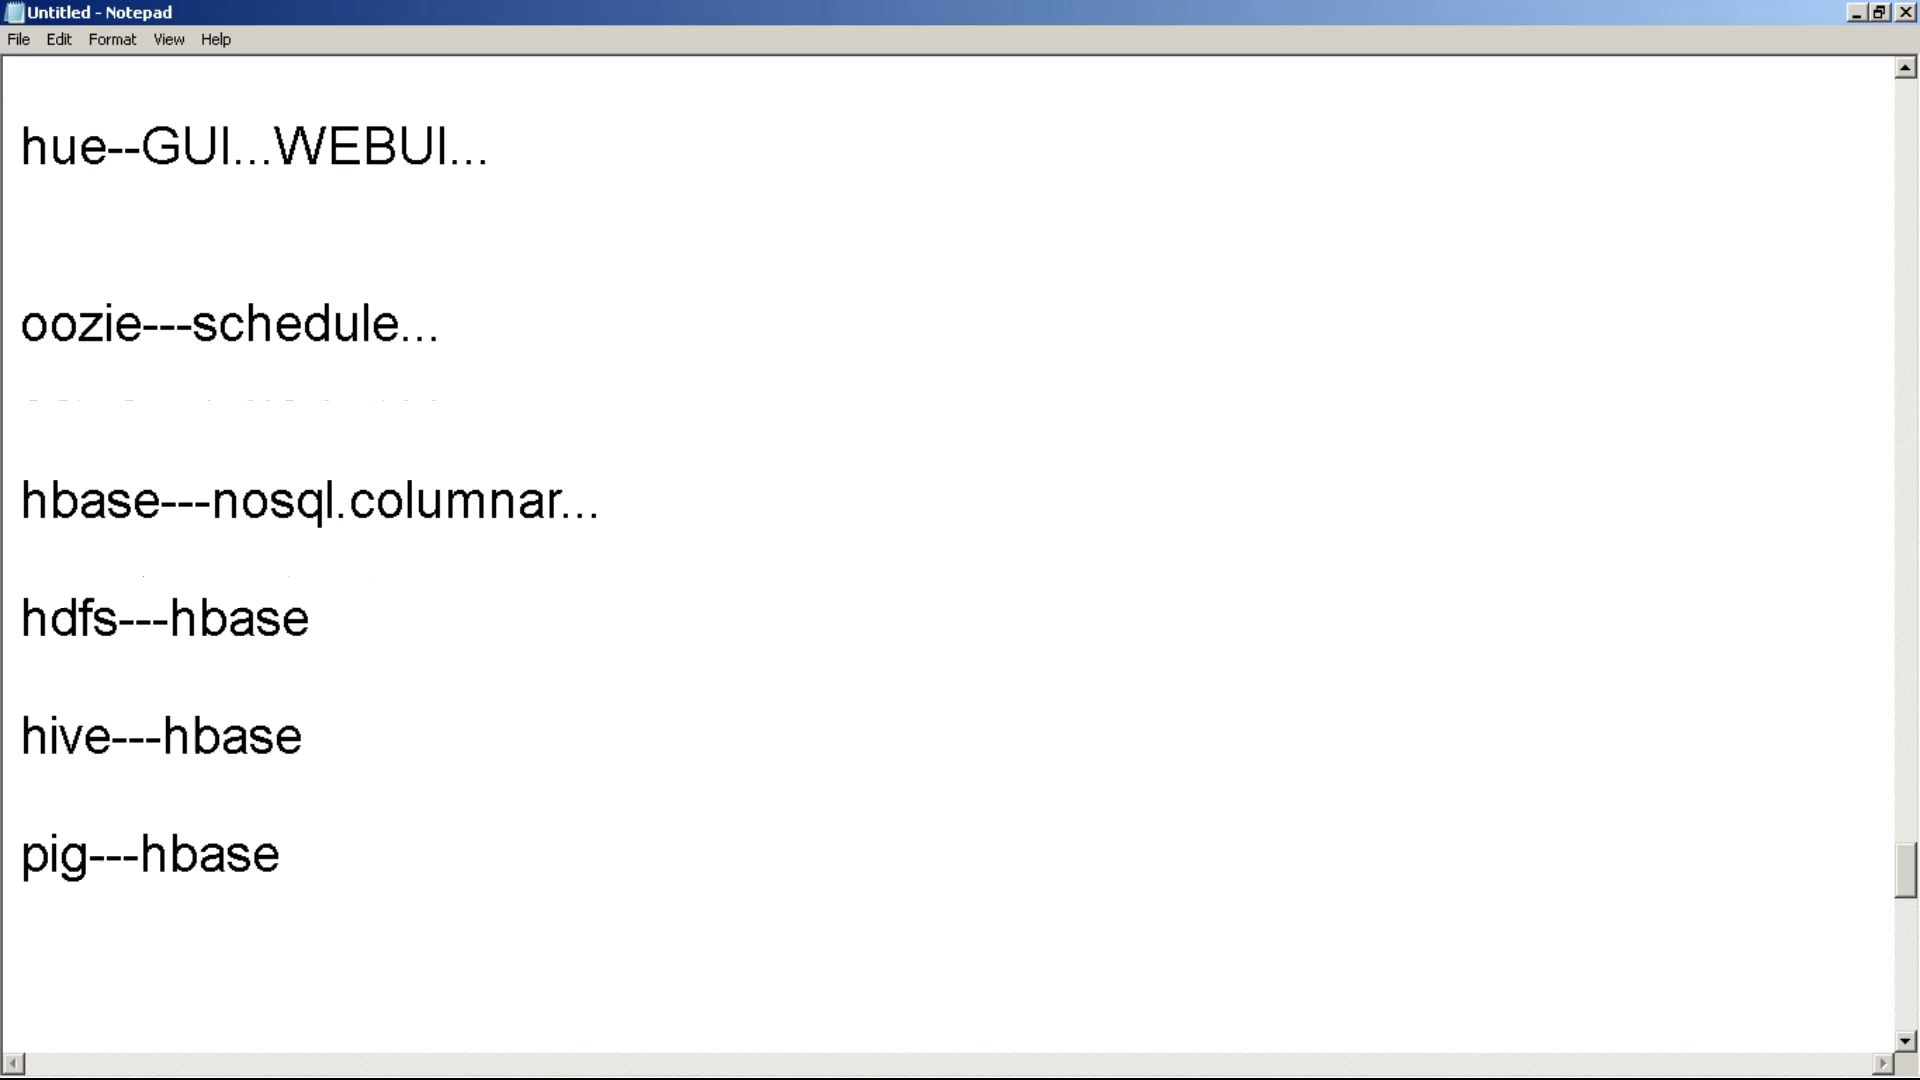 Untitled - Notepad
File Edit Format View Help
hue--GUI...WEBUI...
oozie---schedule...
hbase---nosql.columnar...
hdfs---hbase
hive---hbase
pig---hbase